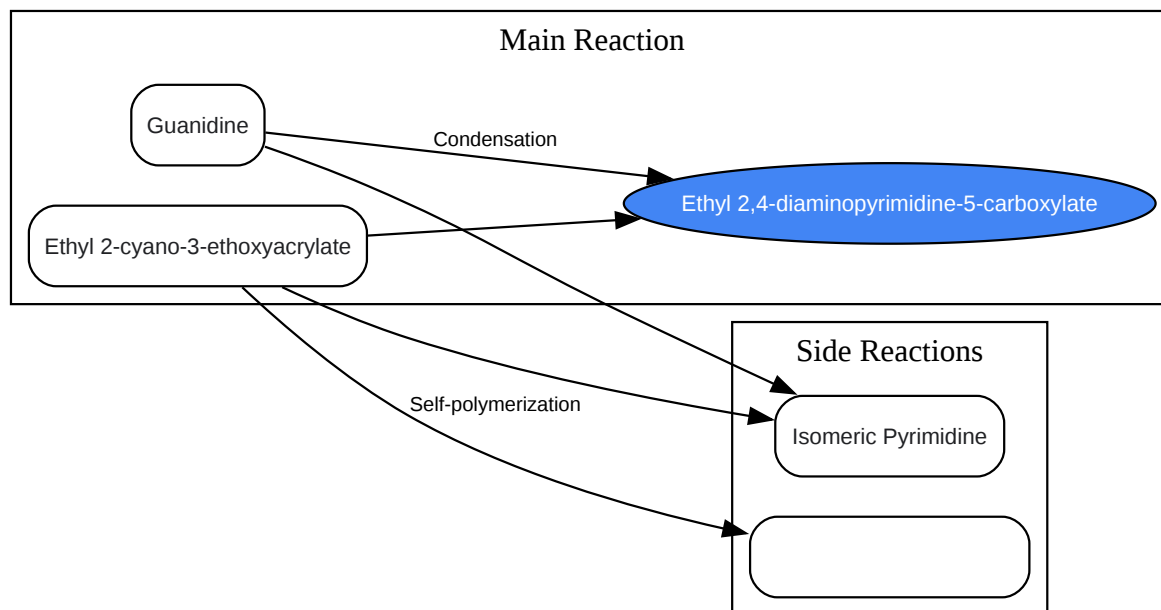 Main Reaction
Guanidine
Condensation
Ethyl 2,4-diaminopyrimidine-5-carboxylate
Ethyl 2-cyano-3-ethoxyacrylate
Side Reactions
Self-polymerization
Isomeric Pyrimidine